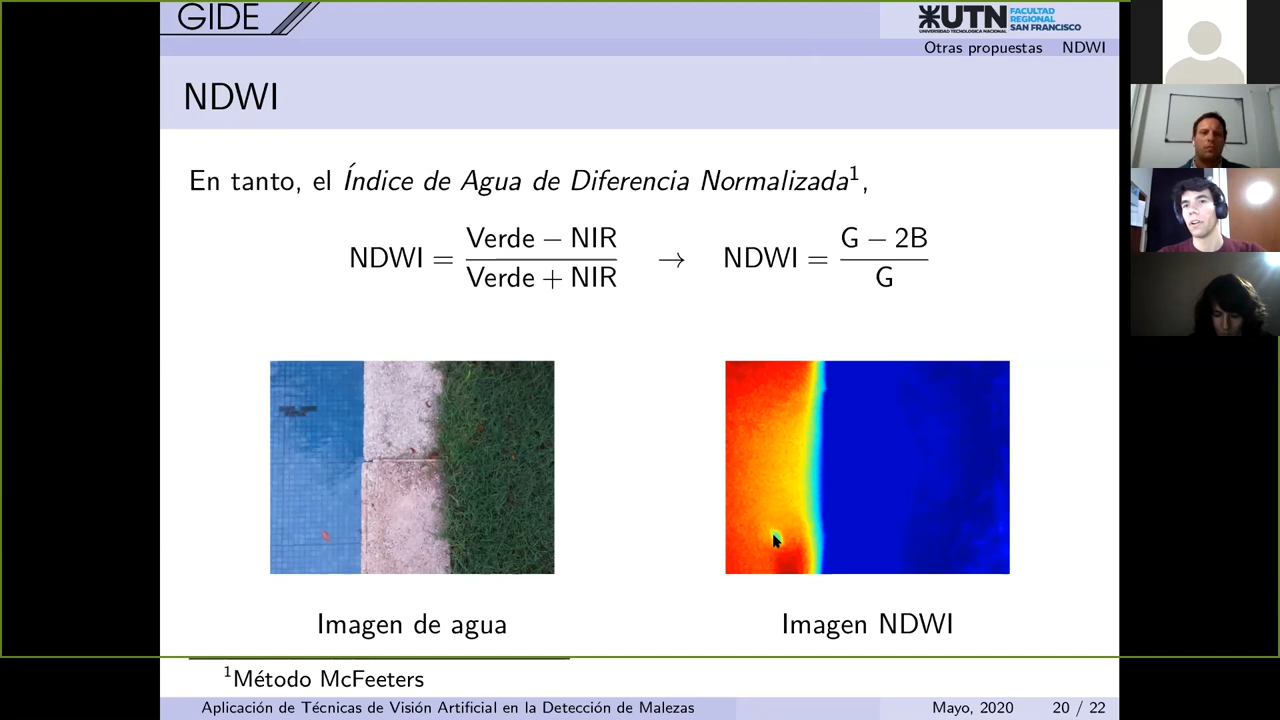 GIDE
UTN
UNIVERSIDAD TECNOLÓGICA NACIONAL
FACULTAD
REGIONAL
SAN FRANCISCO
Otras propuestas NDWI
NDWI
En tanto, el Índice de Agua de Diferencia Normalizada¹,
NDWI = (Verde − NIR) / (Verde + NIR) → NDWI = (G − 2B) / G
Imagen de agua
Imagen NDWI
¹Método McFeeters
Aplicación de Técnicas de Visión Artificial en la Detección de Malezas Mayo, 2020 20 / 22